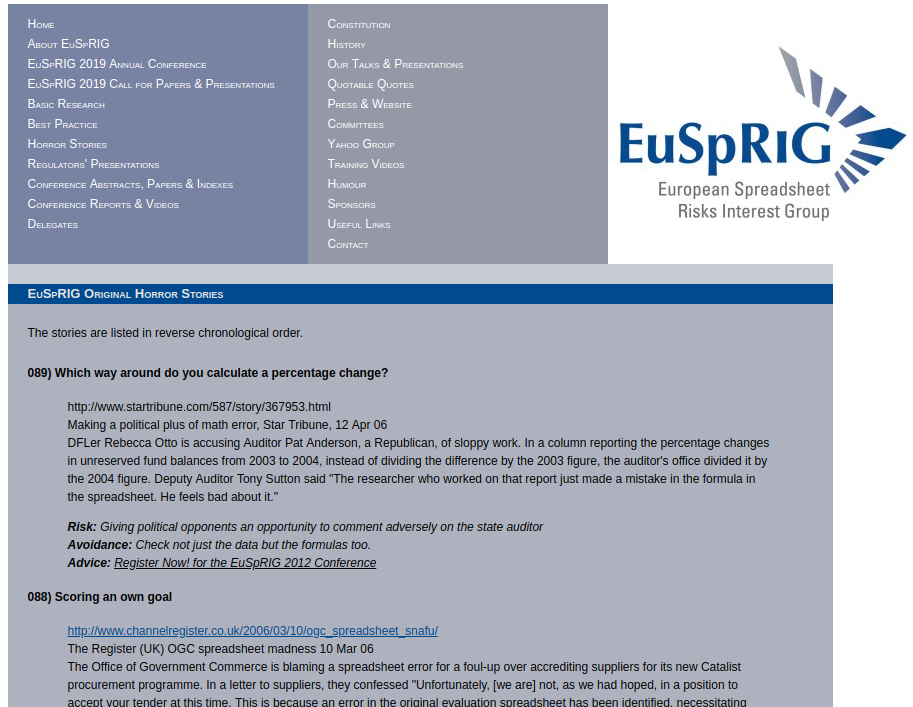 Home
About EuSpRIG
EuSpRIG 2019 Annual Conference
EuSpRIG 2019 Call for Papers & Presentations
Basic Research
Best Practice
Horror Stories
Regulators' Presentations
Conference Abstracts, Papers & Indexes
Conference Reports & Videos
Delegates
Constitution
History
Our Talks & Presentations
Quotable Quotes
Press & Website
Committees
Yahoo Group
Training Videos
Humour
Sponsors
Useful Links
Contact
EuSpRIG
European Spreadsheet
Risks Interest Group
EuSpRIG Original Horror Stories
The stories are listed in reverse chronological order.
089) Which way around do you calculate a percentage change?
http://www.startribune.com/587/story/367953.html
Making a political plus of math error, Star Tribune, 12 Apr 06
DFLer Rebecca Otto is accusing Auditor Pat Anderson, a Republican, of sloppy work. In a column reporting the percentage changes
in unreserved fund balances from 2003 to 2004, instead of dividing the difference by the 2003 figure, the auditor's office divided it by
the 2004 figure. Deputy Auditor Tony Sutton said "The researcher who worked on that report just made a mistake in the formula in
the spreadsheet. He feels bad about it."
Risk: Giving political opponents an opportunity to comment adversely on the state auditor
Avoidance: Check not just the data but the formulas too.
Advice: Register Now! for the EuSpRIG 2012 Conference
088) Scoring an own goal
http://www.channelregister.co.uk/2006/03/10/ogc_spreadsheet_snafu/
The Register (UK) OGC spreadsheet madness 10 Mar 06
The Office of Government Commerce is blaming a spreadsheet error for a foul-up over accrediting suppliers for its new Catalist
procurement programme. In a letter to suppliers, they confessed "Unfortunately, [we are] not, as we had hoped, in a position to
accept your tender at this time. This is because an error in the original evaluation spreadsheet has been identified, necessitating